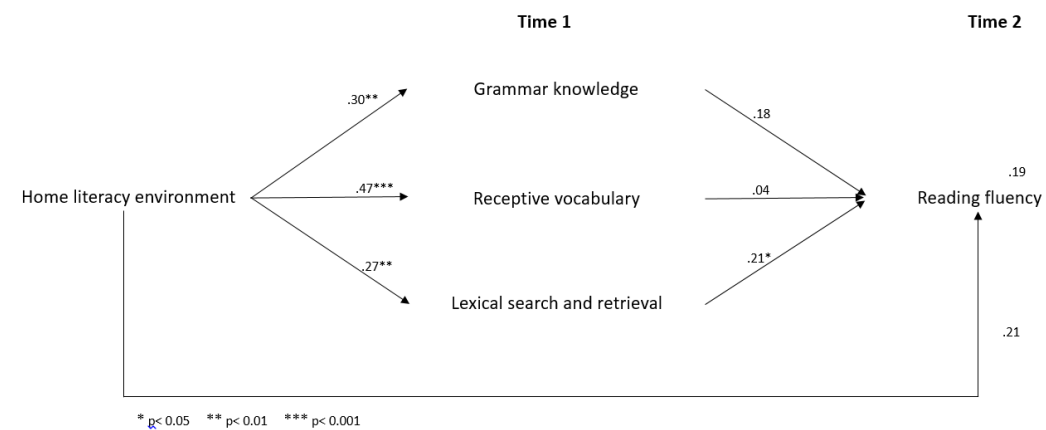 Time 1
Time 2
Grammar knowledge
.30**
.18
.19
Home literacy environment
.47***
Receptive vocabulary
.04
Reading fluency
.27**
.21*
Lexical search and retrieval
.21
* p< 0.05 ** p< 0.01 *** p< 0.001